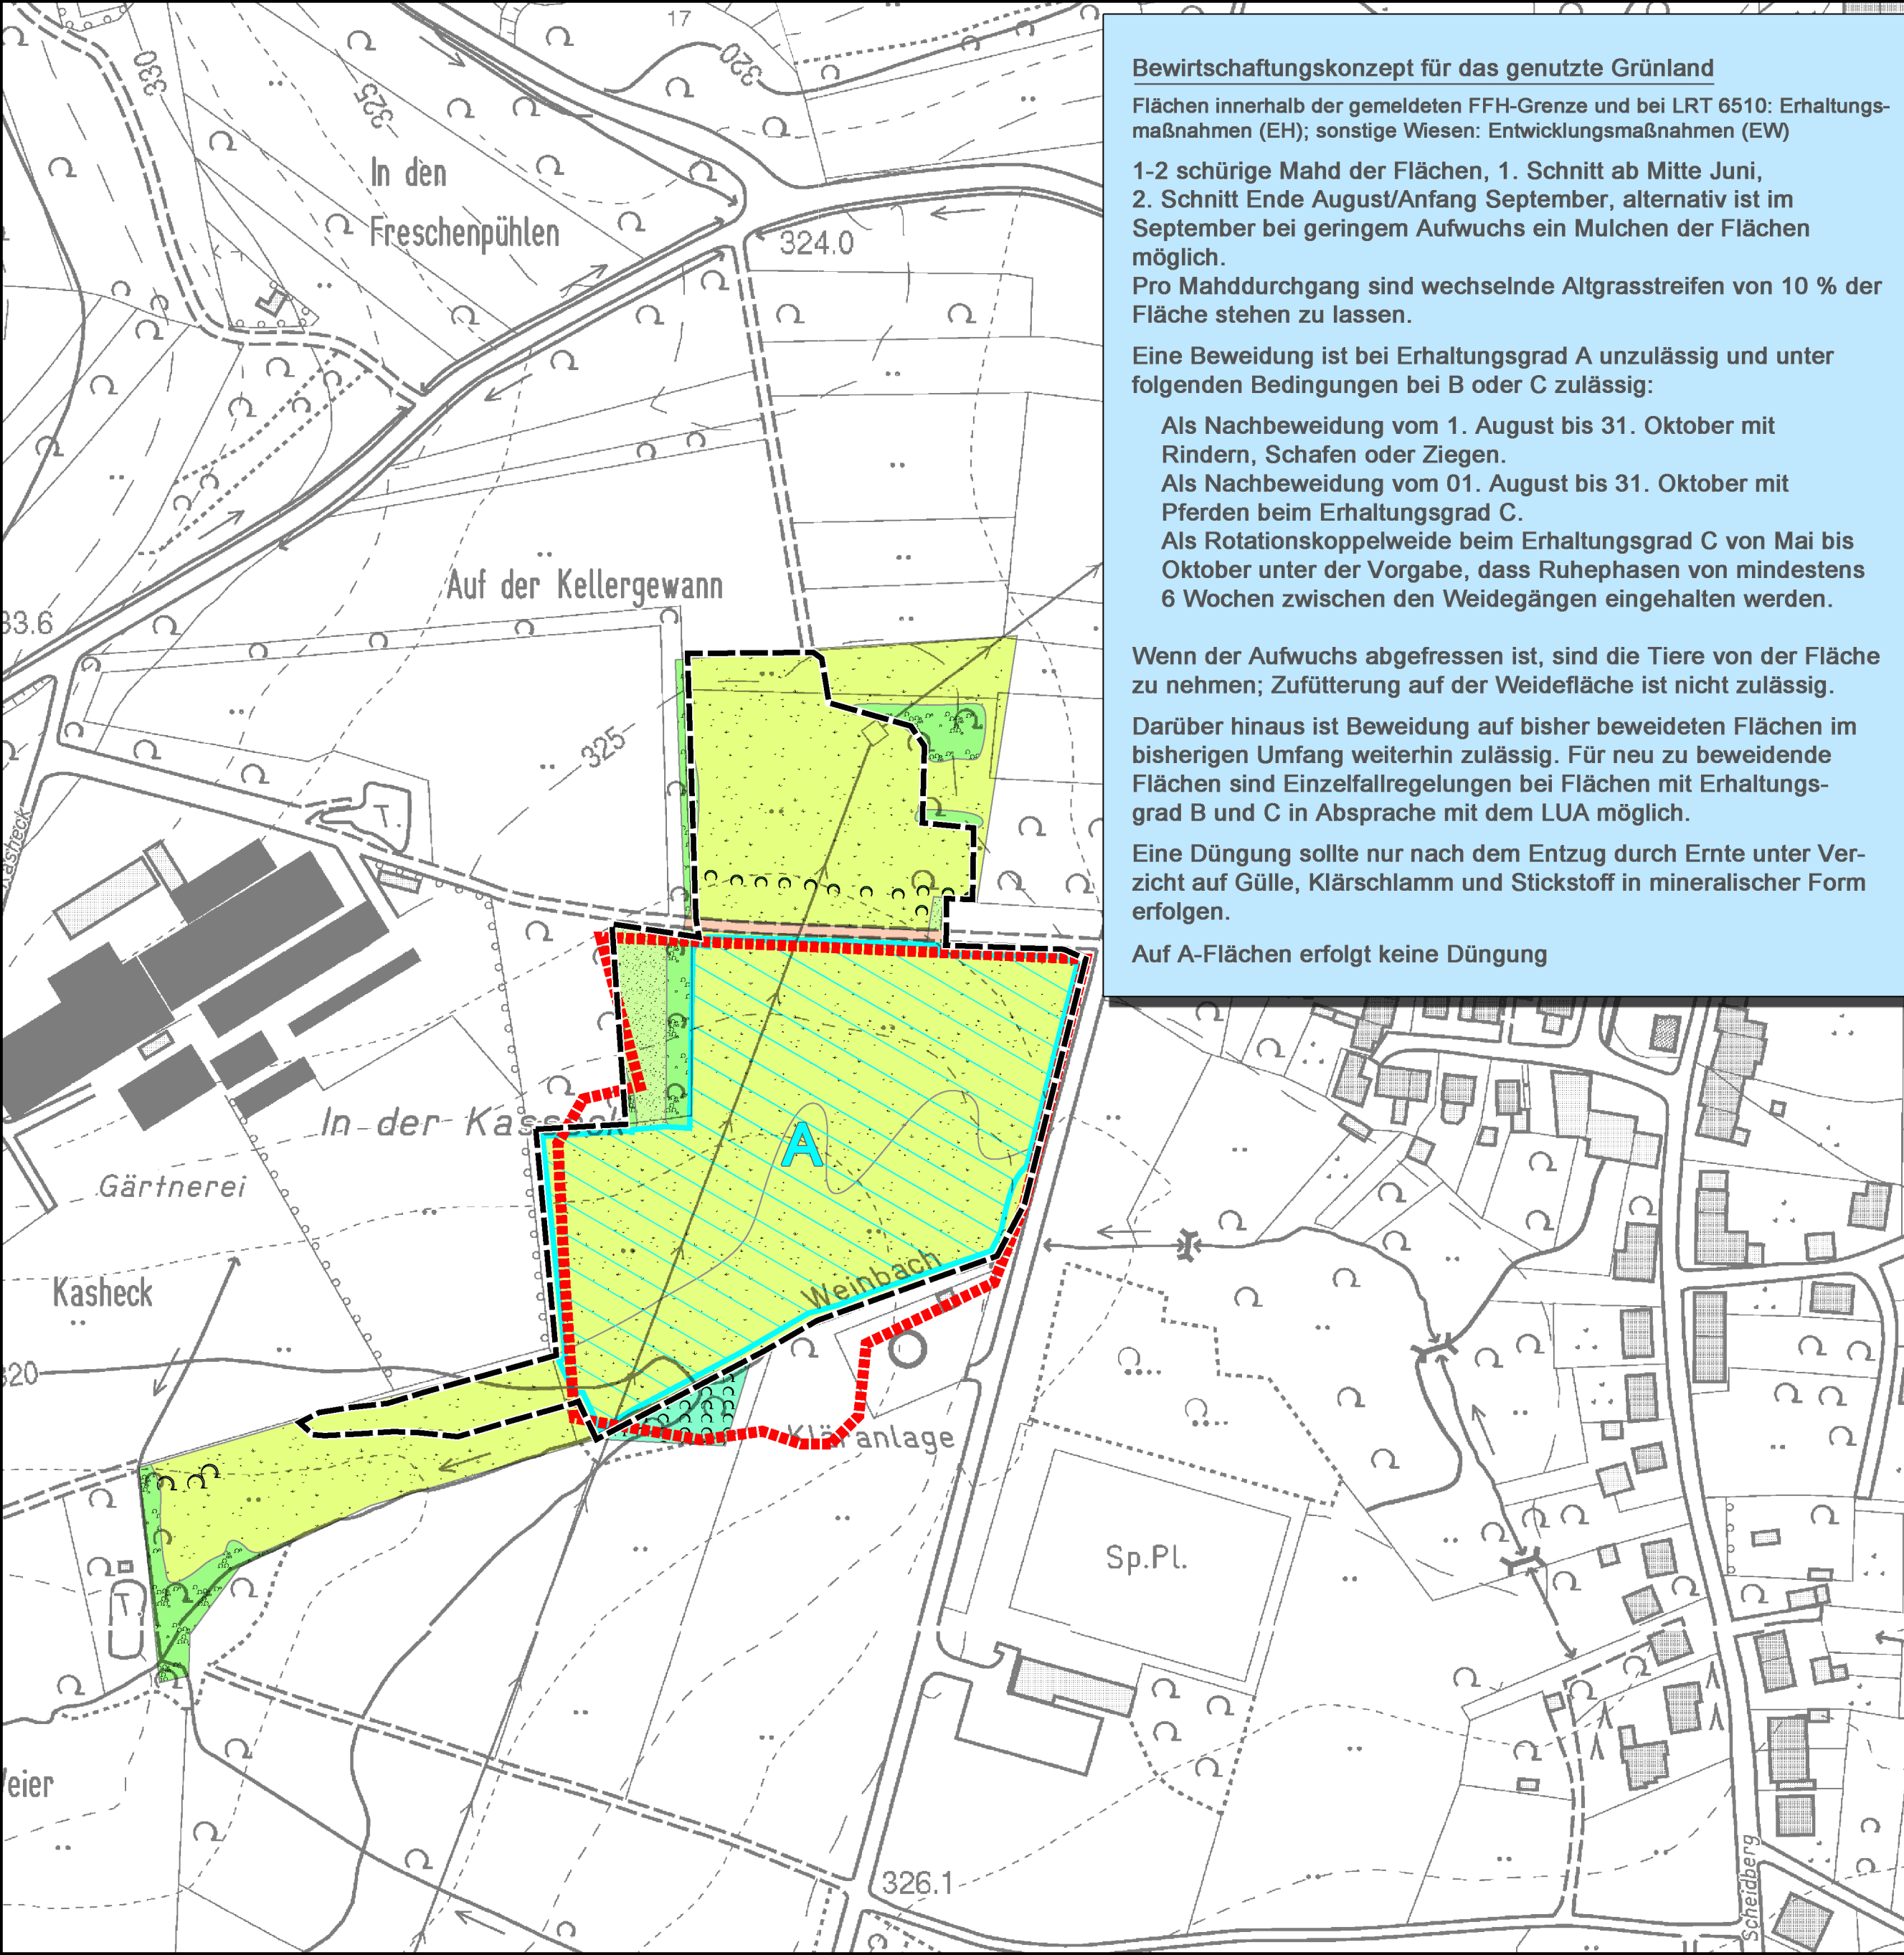 Bewirtschaftungskonzept für das genutzte Grünland
Flächen innerhalb der gemeldeten FFH-Grenze und bei LRT 6510: Erhaltungs-
maßnahmen (EH); sonstige Wiesen: Entwicklungsmaßnahmen (EW)
1-2 schürige Mahd der Flächen, 1. Schnitt ab Mitte Juni,
2. Schnitt Ende August/Anfang September, alternativ ist im
September bei geringem Aufwuchs ein Mulchen der Flächen
möglich.
Pro Mahddurchgang sind wechselnde Altgrasstreifen von 10 % der
Fläche stehen zu lassen.
Eine Beweidung ist bei Erhaltungsgrad A unzulässig und unter
folgenden Bedingungen bei B oder C zulässig:
Als Nachbeweidung vom 1. August bis 31. Oktober mit
Rindern, Schafen oder Ziegen.
Als Nachbeweidung vom 01. August bis 31. Oktober mit
Pferden beim Erhaltungsgrad C.
Als Rotationskoppelweide beim Erhaltungsgrad C von Mai bis
Oktober unter der Vorgabe, dass Ruhephasen von mindestens
6 Wochen zwischen den Weidegängen eingehalten werden.
Wenn der Aufwuchs abgefressen ist, sind die Tiere von der Fläche
zu nehmen; Zufütterung auf der Weidefläche ist nicht zulässig.
Darüber hinaus ist Beweidung auf bisher beweideten Flächen im
bisherigen Umfang weiterhin zulässig. Für neu zu beweidende
Flächen sind Einzelfallregelungen bei Flächen mit Erhaltungs-
grad B und C in Absprache mit dem LUA möglich.
Eine Düngung sollte nur nach dem Entzug durch Ernte unter Ver-
zicht auf Gülle, Klärschlamm und Stickstoff in mineralischer Form
erfolgen.
Auf A-Flächen erfolgt keine Düngung
17
320
330
325
In den
Freschenpühlen
324.0
Auf der Kellergewann
33.6
325
T.
Kasheck
In der Kasheck
A
Gärtnerei
Weinbach
Kasheck
320
Kläranlage
Sp.Pl.
T.
eier
326.1
Scheidberg